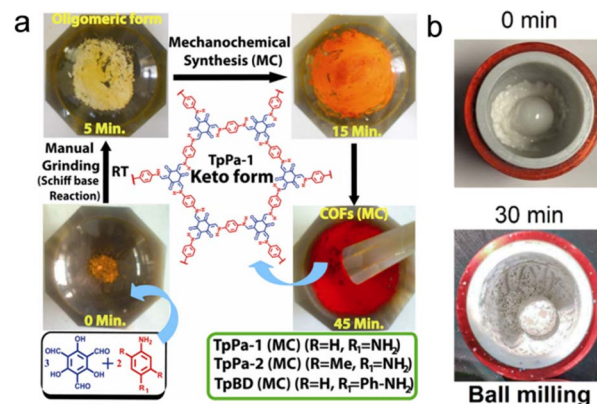 a
Oligomeric form
5 Min.
Mechanochemical
Synthesis (MC)
15 Min.
Manual
Grinding
(Schiff base
Reaction)
RT
TpPa-1
Keto form
0 Min.
COFs (MC)
45 Min.
3
OHC
OH
CHO
HO
OH
CHO
+
2
NH2
R
R
R1
TpPa-1 (MC) (R=H, R1=NH2)
TpPa-2 (MC) (R=Me, R1=NH2)
TpBD (MC) (R=H, R1=Ph-NH2)
b
0 min
30 min
Ball milling